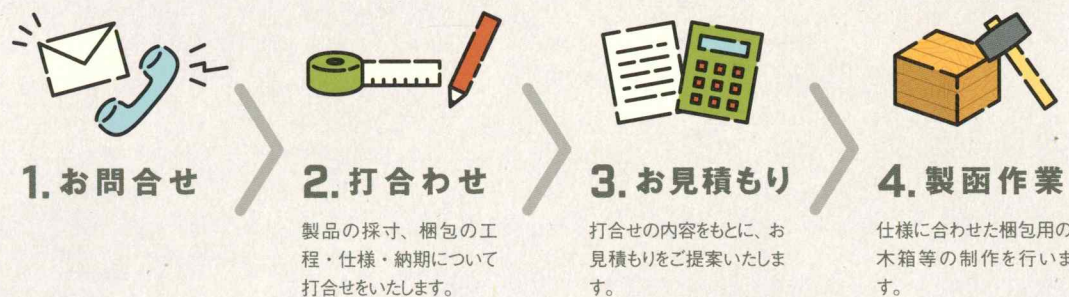 1. お問合せ
2. 打合わせ
製品の採寸、梱包の工
程・仕様・納期について
打合せをいたします。
3. お見積もり
打合せの内容をもとに、お
見積もりをご提案いたしま
す。
4. 製函作業
仕様に合わせた梱包用の
木箱等の制作を行いま
す。